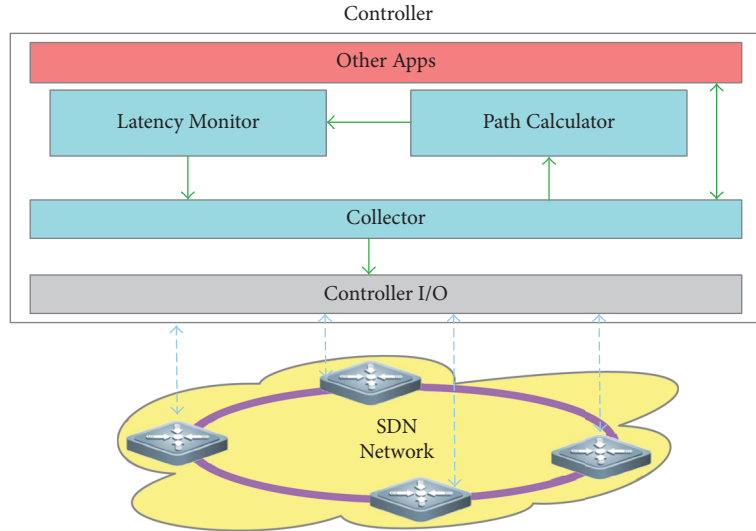 Controller
Other Apps
Latency Monitor
Path Calculator
Collector
Controller I/O
SDN
Network